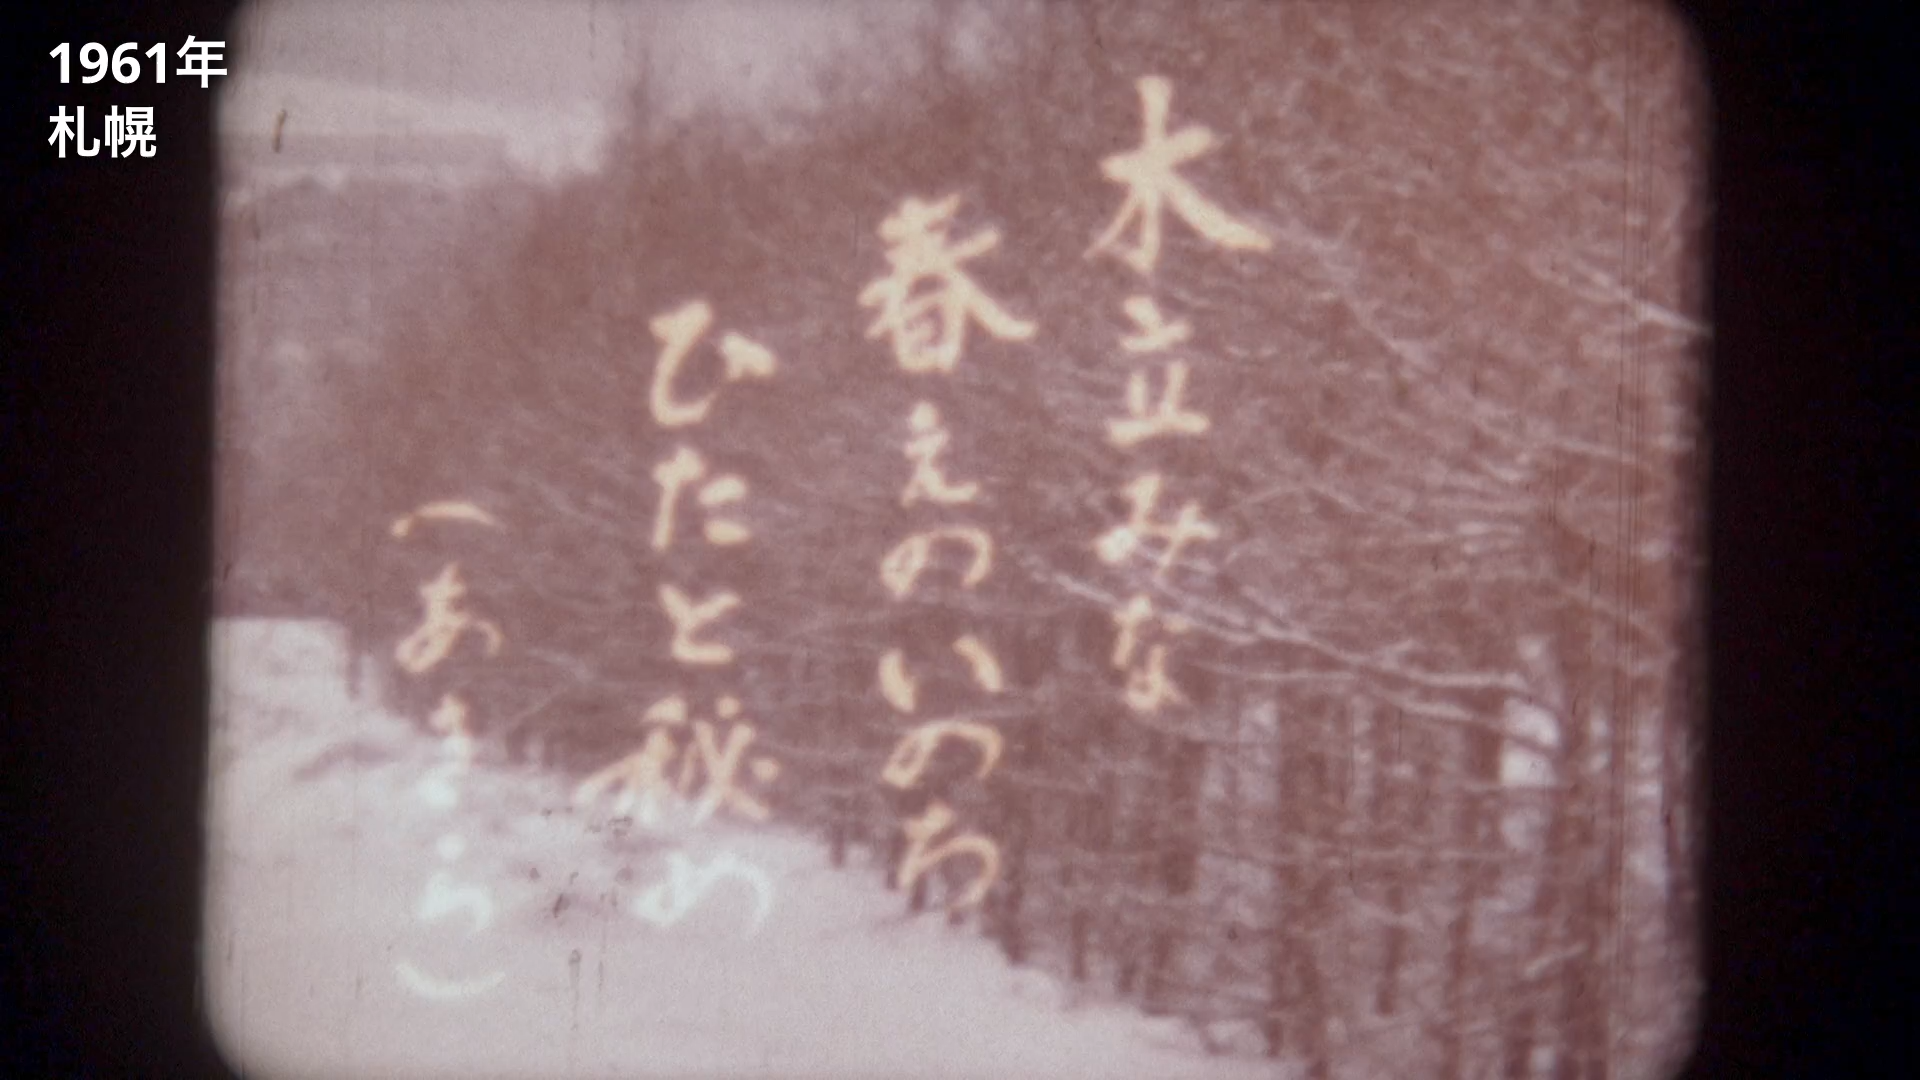 1961年
札幌
木立みな
春えのいのち
ひたと秘め
(あきら)